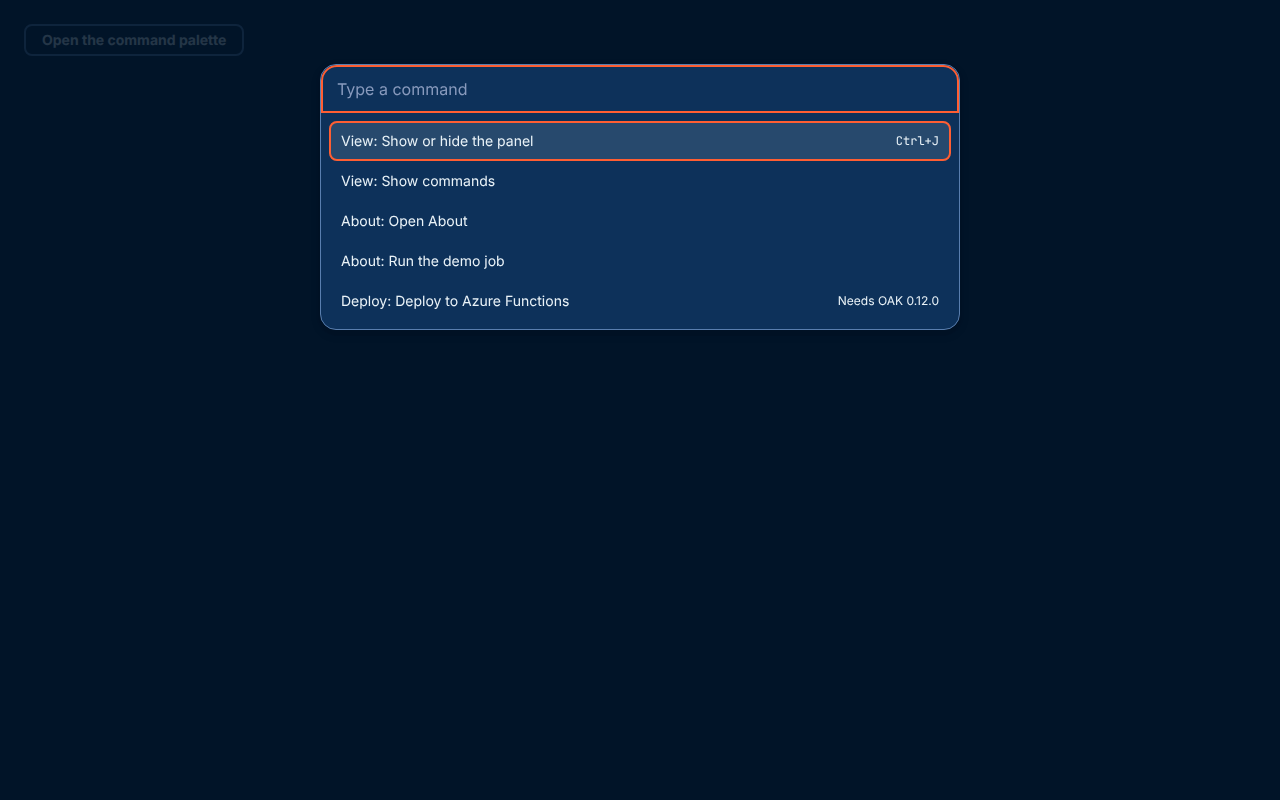 Open the command palette
Type a command
View: Show or hide the panel Ctrl+J
View: Show commands
About: Open About
About: Run the demo job
Deploy: Deploy to Azure Functions Needs OAK 0.12.0